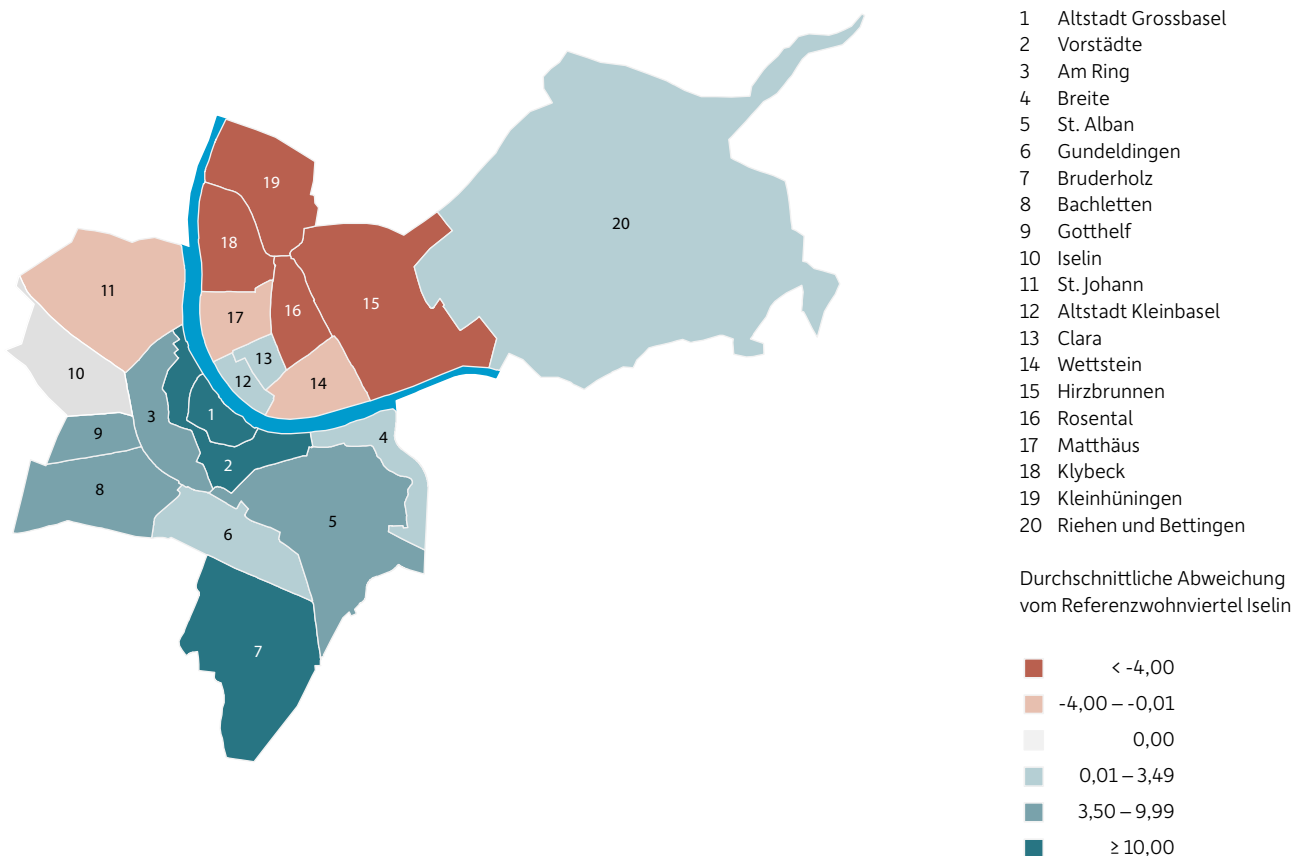 19
20
18
11
15
16
17
13
10
12
14
3
1
9
4
2
8
5
6
7
1 Altstadt Grossbasel
2 Vorstädte
3 Am Ring
4 Breite
5 St. Alban
6 Gundeldingen
7 Bruderholz
8 Bachletten
9 Gotthelf
10 Iselin
11 St. Johann
12 Altstadt Kleinbasel
13 Clara
14 Wettstein
15 Hirzbrunnen
16 Rosental
17 Matthäus
18 Klybeck
19 Kleinhüningen
20 Riehen und Bettingen
Durchschnittliche Abweichung
vom Referenzwohnviertel Iselin
< -4,00
-4,00 – -0,01
0,00
0,01 – 3,49
3,50 – 9,99
≥ 10,00